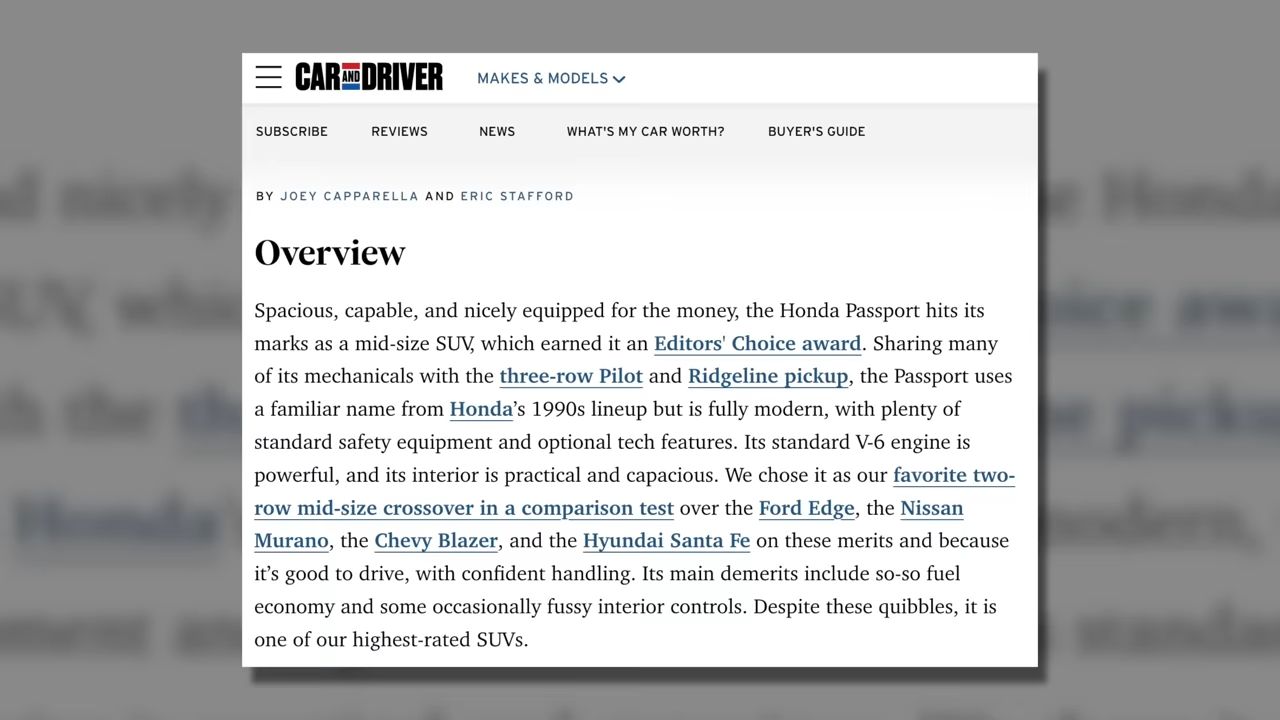 CAR AND DRIVER
MAKES & MODELS
SUBSCRIBE REVIEWS NEWS WHAT'S MY CAR WORTH? BUYER'S GUIDE
BY JOEY CAPPARELLA AND ERIC STAFFORD
Overview
Spacious, capable, and nicely equipped for the money, the Honda Passport hits its
marks as a mid-size SUV, which earned it an Editors' Choice award. Sharing many
of its mechanicals with the three-row Pilot and Ridgeline pickup, the Passport uses
a familiar name from Honda’s 1990s lineup but is fully modern, with plenty of
standard safety equipment and optional tech features. Its standard V-6 engine is
powerful, and its interior is practical and capacious. We chose it as our favorite two-
row mid-size crossover in a comparison test over the Ford Edge, the Nissan
Murano, the Chevy Blazer, and the Hyundai Santa Fe on these merits and because
it’s good to drive, with confident handling. Its main demerits include so-so fuel
economy and some occasionally fussy interior controls. Despite these quibbles, it is
one of our highest-rated SUVs.